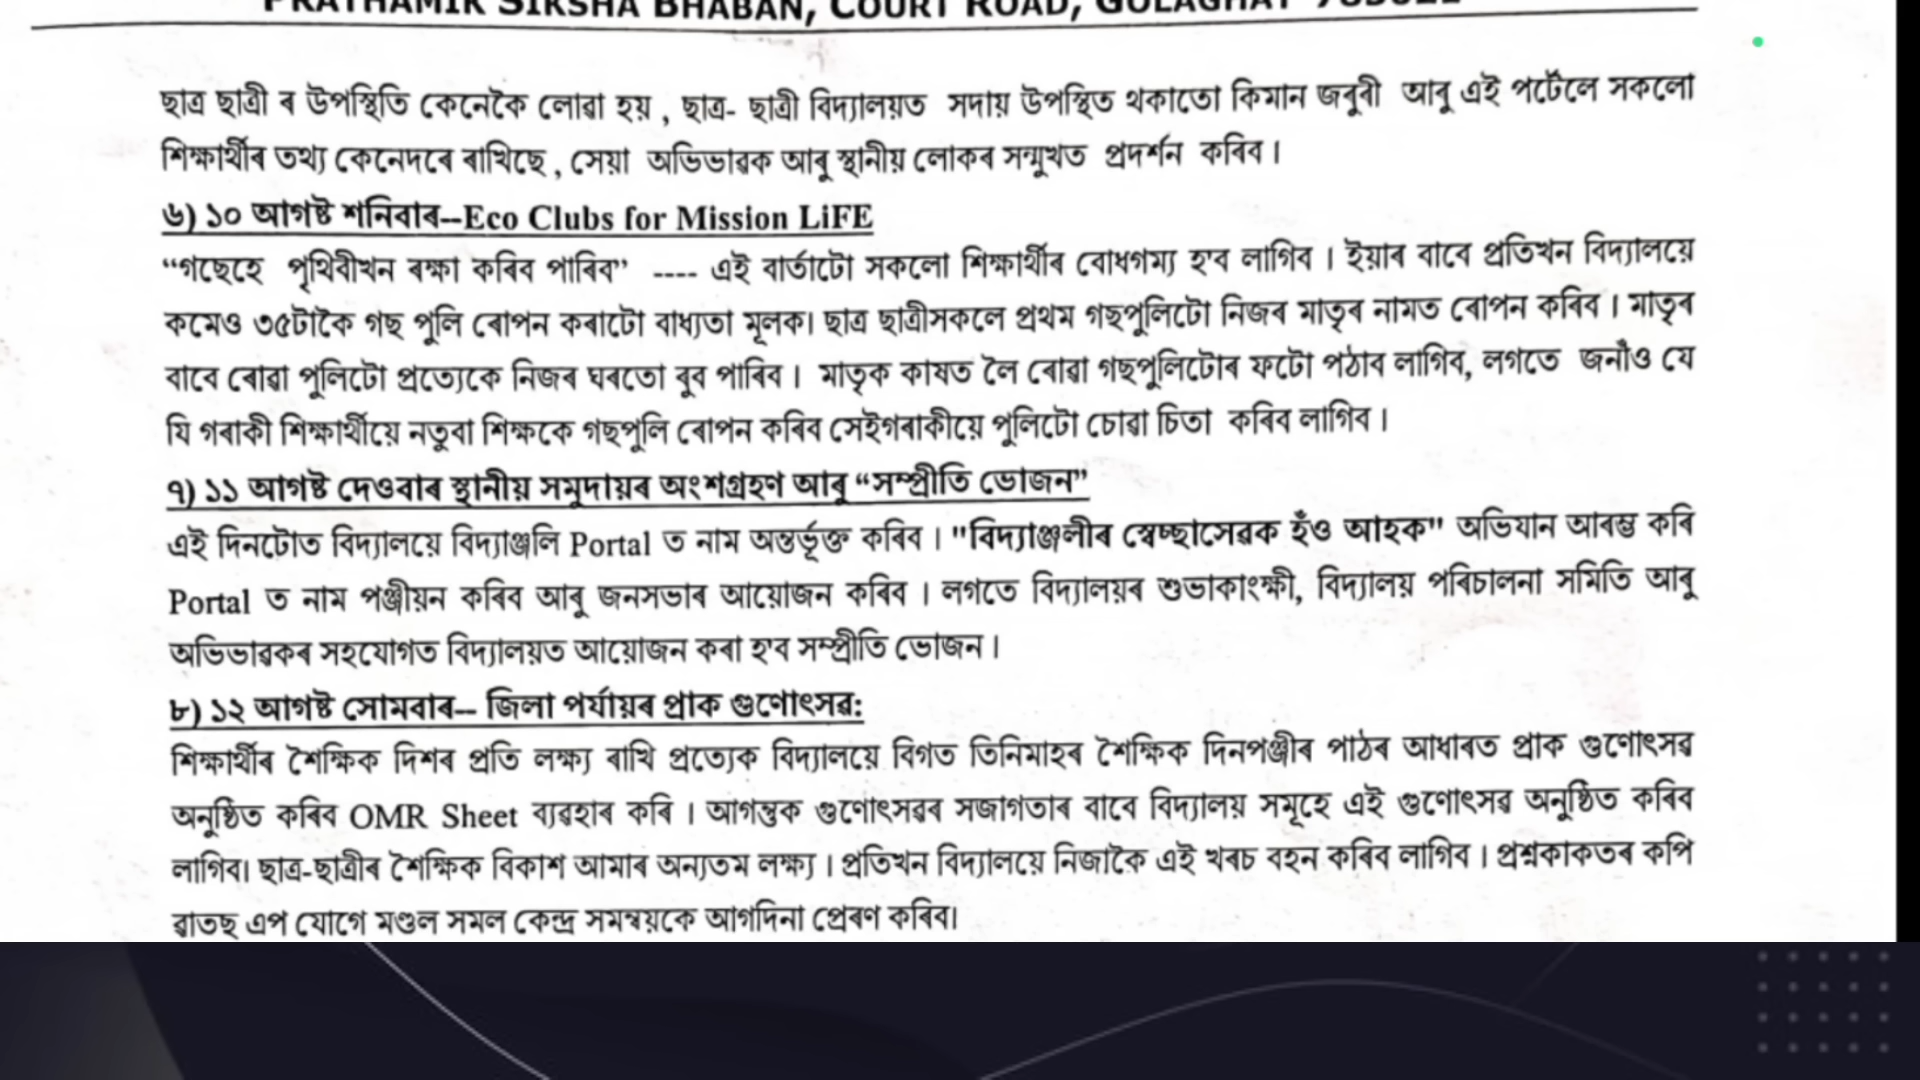 PRATHAMIK SIKSHA BHABAN, COURT ROAD, GOLAGHAT
ছাত্ৰ ছাত্ৰী ৰ উপস্থিতি কেনেকৈ লোৱা হয় , ছাত্ৰ- ছাত্ৰী বিদ্যালয়ত সদায় উপস্থিত থকাতো কিমান জৰুৰী আৰু এই পৰ্টেলে সকলো
শিক্ষাৰ্থীৰ তথ্য কেনেদৰে ৰাখিছে , সেয়া অভিভাৱক আৰু স্থানীয় লোকৰ সন্মুখত প্ৰদৰ্শন কৰিব ।
৬) ১০ আগষ্ট শনিবাৰ--Eco Clubs for Mission LiFE
“গছেহে পৃথিবীখন ৰক্ষা কৰিব পাৰিব” ---- এই বাৰ্তাটো সকলো শিক্ষাৰ্থীৰ বোধগম্য হ'ব লাগিব । ইয়াৰ বাবে প্ৰতিখন বিদ্যালয়ে
কমেও ৩৫টাকৈ গছ পুলি ৰোপন কৰাটো বাধ্যতা মূলক। ছাত্ৰ ছাত্ৰীসকলে প্ৰথম গছপুলিটো নিজৰ মাতৃৰ নামত ৰোপন কৰিব । মাতৃৰ
বাবে ৰোৱা পুলিটো প্ৰত্যেকে নিজৰ ঘৰতো ৰুব পাৰিব । মাতৃক কাষত লৈ ৰোৱা গছপুলিটোৰ ফটো পঠাব লাগিব, লগতে জনাঁও যে
যি গৰাকী শিক্ষাৰ্থীয়ে নতুবা শিক্ষকে গছপুলি ৰোপন কৰিব সেইগৰাকীয়ে পুলিটো চোৱা চিতা কৰিব লাগিব ।
৭) ১১ আগষ্ট দেওবাৰ স্থানীয় সমুদায়ৰ অংশগ্ৰহণ আৰু “সম্প্ৰীতি ভোজন”
এই দিনটোত বিদ্যালয়ে বিদ্যাঞ্জলি Portal ত নাম অন্তৰ্ভূক্ত কৰিব । "বিদ্যাঞ্জলীৰ স্বেচ্ছাসেৱক হঁও আহক" অভিযান আৰম্ভ কৰি
Portal ত নাম পঞ্জীয়ন কৰিব আৰু জনসভাৰ আয়োজন কৰিব । লগতে বিদ্যালয়ৰ শুভাকাংক্ষী, বিদ্যালয় পৰিচালনা সমিতি আৰু
অভিভাৱকৰ সহযোগত বিদ্যালয়ত আয়োজন কৰা হ'ব সম্প্ৰীতি ভোজন ।
৮) ১২ আগষ্ট সোমবাৰ-- জিলা পৰ্যায়ৰ প্ৰাক গুণোৎসৱ:
শিক্ষাৰ্থীৰ শৈক্ষিক দিশৰ প্ৰতি লক্ষ্য ৰাখি প্ৰত্যেক বিদ্যালয়ে বিগত তিনিমাহৰ শৈক্ষিক দিনপঞ্জীৰ পাঠৰ আধাৰত প্ৰাক গুণোৎসৱ
অনুষ্ঠিত কৰিব OMR Sheet ব্যৱহাৰ কৰি । আগন্তুক গুণোৎসৱৰ সজাগতাৰ বাবে বিদ্যালয় সমূহে এই গুণোৎসৱ অনুষ্ঠিত কৰিব
লাগিব। ছাত্ৰ-ছাত্ৰীৰ শৈক্ষিক বিকাশ আমাৰ অন্যতম লক্ষ্য । প্ৰতিখন বিদ্যালয়ে নিজাকৈ এই খৰচ বহন কৰিব লাগিব । প্ৰশ্নকাকতৰ কপি
ৱাতছ এপ যোগে মণ্ডল সমল কেন্দ্ৰ সমন্বয়কে আগদিনা প্ৰেৰণ কৰিব।